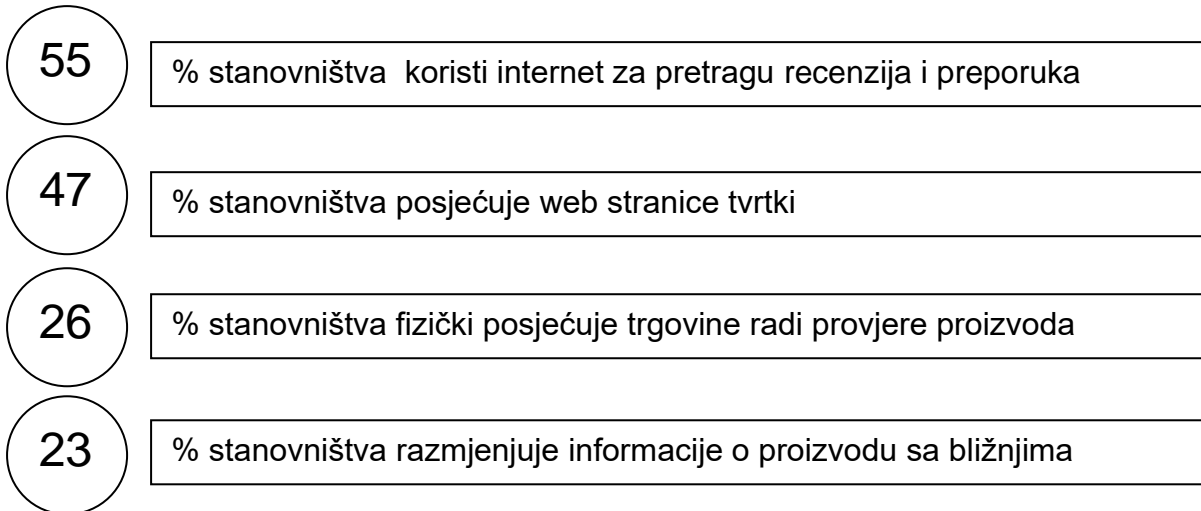 55
% stanovništva  koristi internet za pretragu recenzija i preporuka
47
% stanovništva posjećuje web stranice tvrtki
26
% stanovništva fizički posjećuje trgovine radi provjere proizvoda
23
% stanovništva razmjenjuje informacije o proizvodu sa bližnjima